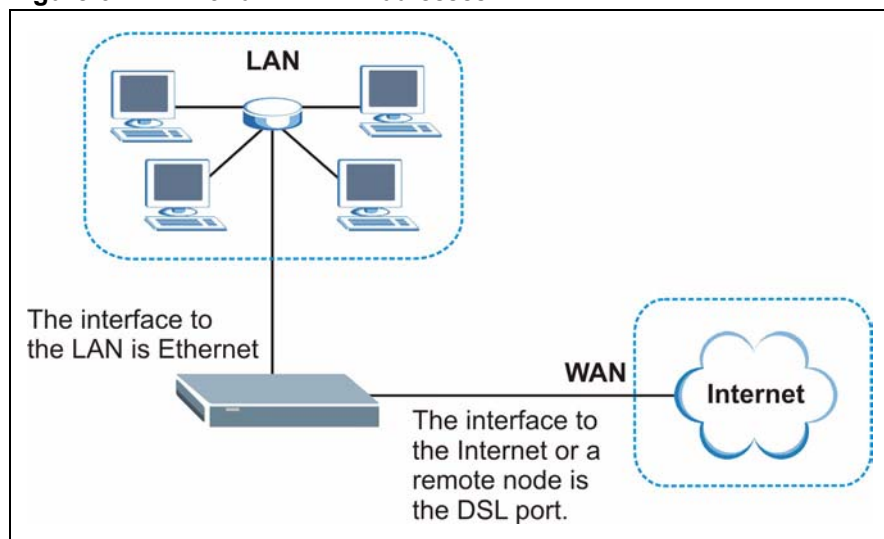 LAN
The interface to
the LAN is Ethernet
WAN
Internet
The interface to
the Internet or a
remote node is
the DSL port.